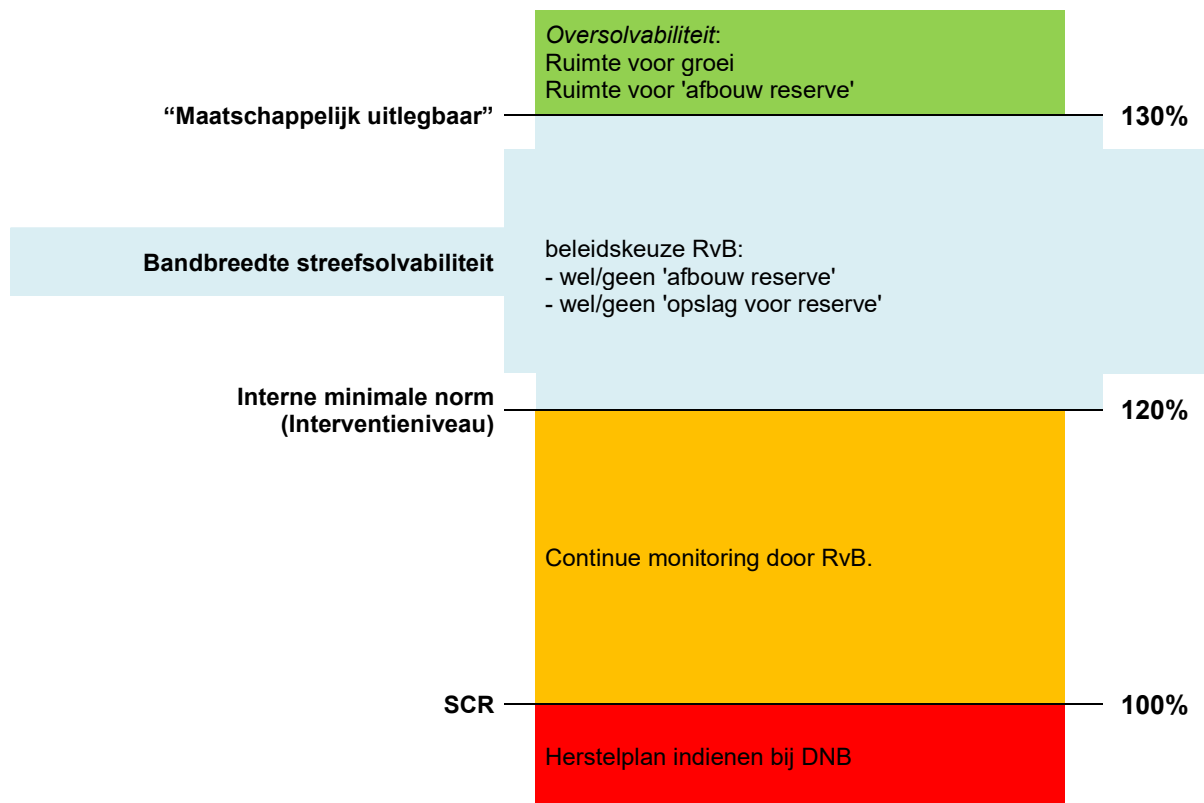 Oversolvabiliteit:
Ruimte voor groei
Ruimte voor 'afbouw reserve'
“Maatschappelijk uitlegbaar”
130%
Bandbreedte streefsolvabiliteit
beleidskeuze RvB:
- wel/geen 'afbouw reserve'
- wel/geen 'opslag voor reserve'
Interne minimale norm
(Interventieniveau)
120%
Continue monitoring door RvB.
SCR
100%
Herstelplan indienen bij DNB